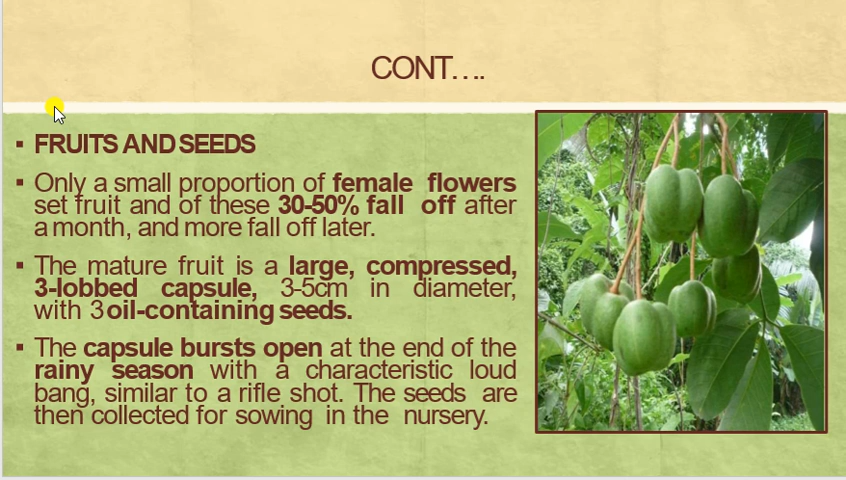 CONT….
▪ FRUITS AND SEEDS
▪ Only a small proportion of female flowers
set fruit and of these 30-50% fall off after
a month, and more fall off later.
▪ The mature fruit is a large, compressed,
3-lobbed capsule, 3-5cm in diameter,
with 3 oil-containing seeds.
▪ The capsule bursts open at the end of the
rainy season with a characteristic loud
bang, similar to a rifle shot. The seeds are
then collected for sowing in the nursery.